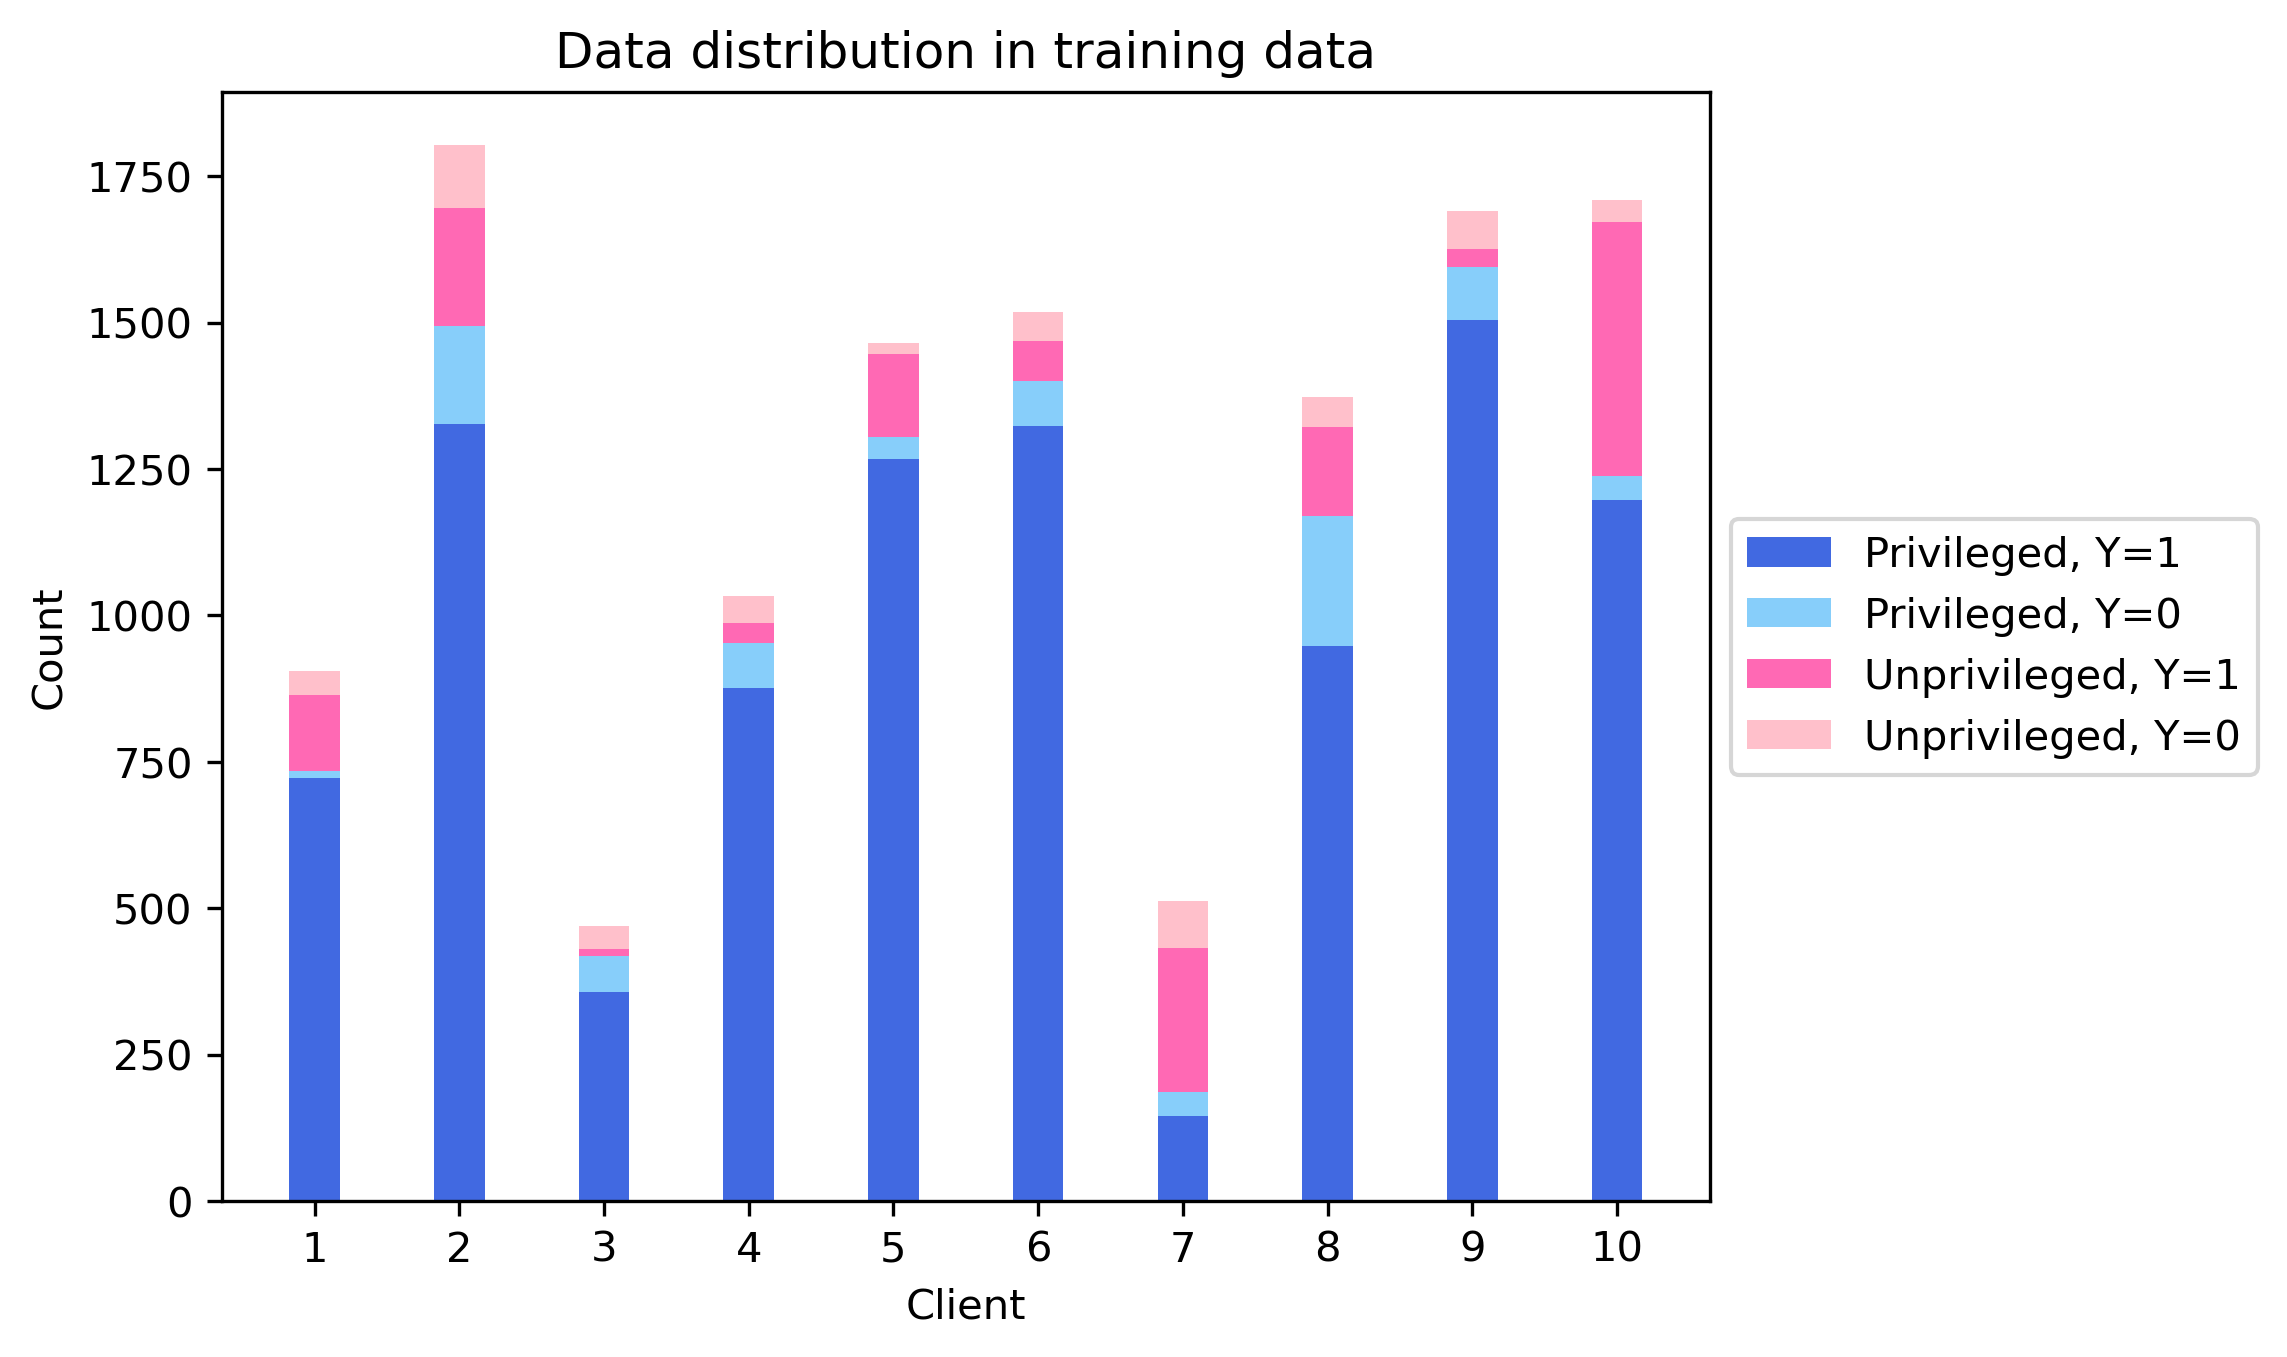 Data distribution in training data
Count
1750
1500
1250
1000
750
500
250
0
1 2 3 4 5 6 7 8 9 10
Client
Privileged, Y=1
Privileged, Y=0
Unprivileged, Y=1
Unprivileged, Y=0